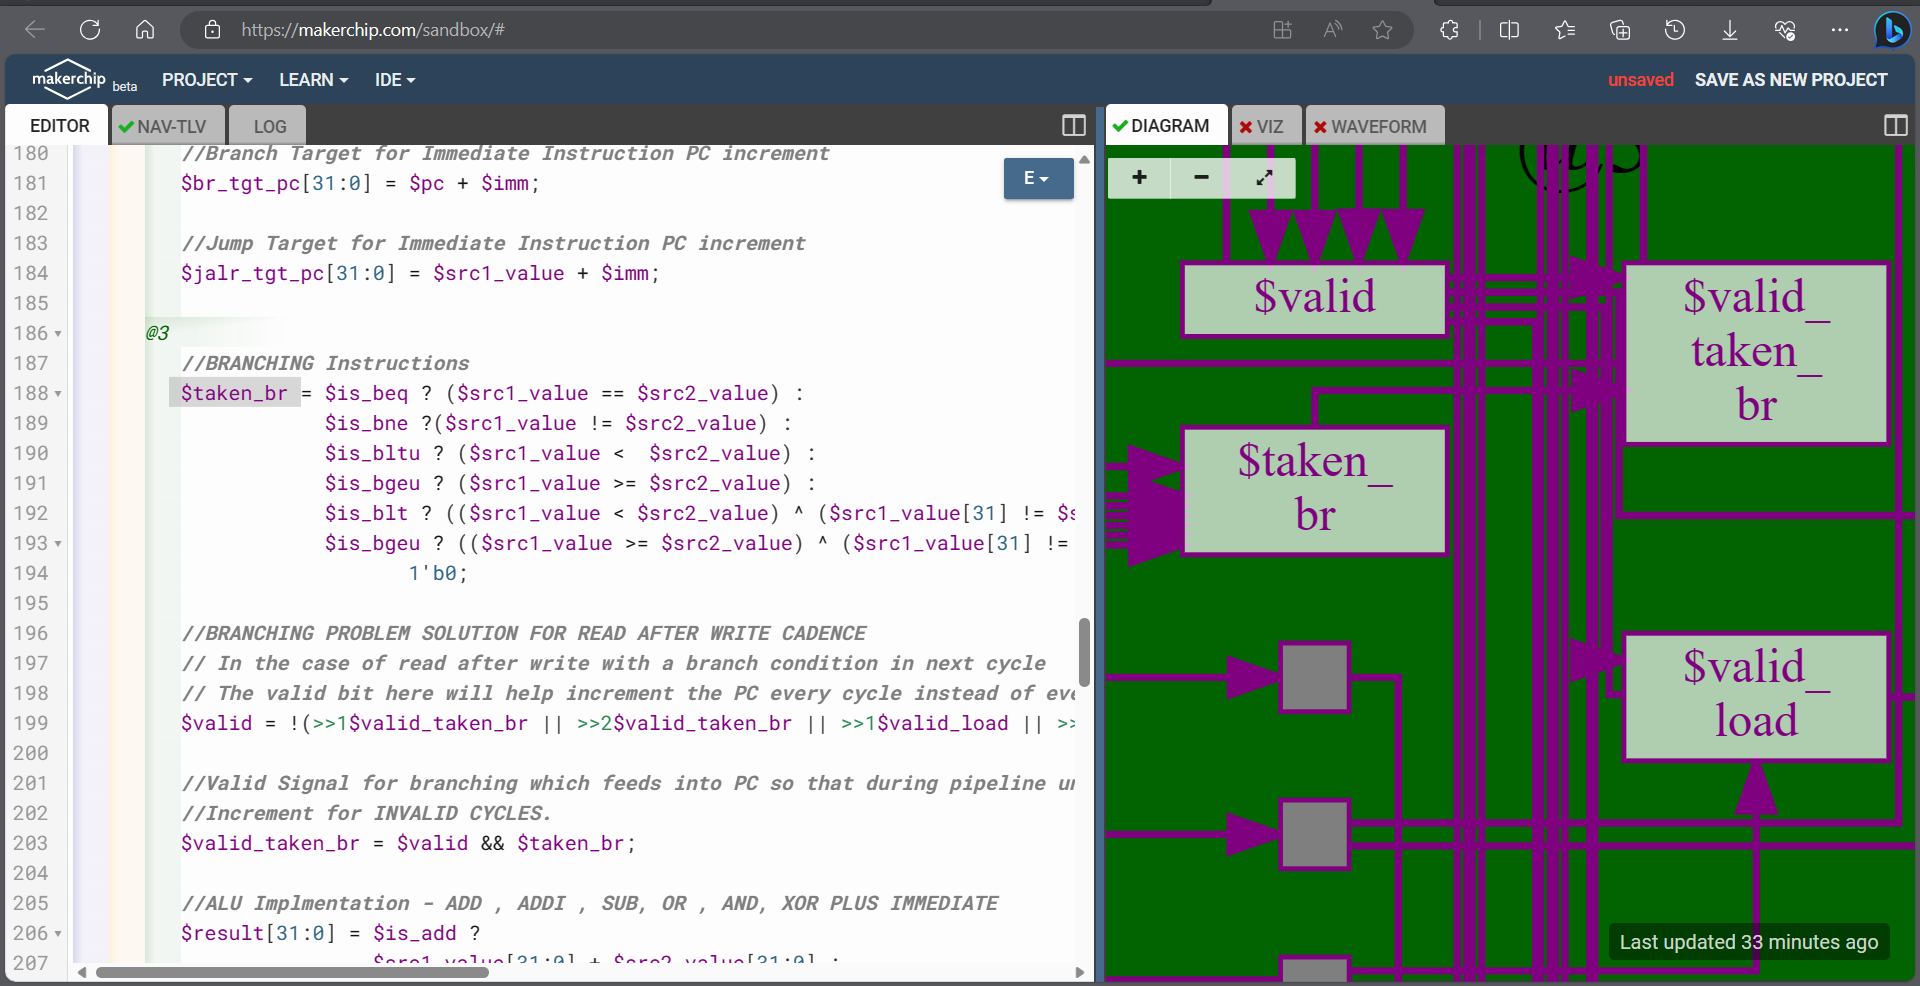 https://makerchip.com/sandbox/#
makerchip beta PROJECT LEARN IDE unsaved SAVE AS NEW PROJECT
EDITOR NAV-TLV LOG
180 //Branch Target for Immediate Instruction PC increment
181 $br_tgt_pc[31:0] = $pc + $imm;
182
183 //Jump Target for Immediate Instruction PC increment
184 $jalr_tgt_pc[31:0] = $src1_value + $imm;
185
186 @3
187 //BRANCHING Instructions
188 $taken_br = $is_beq ? ($src1_value == $src2_value) :
189 $is_bne ?($src1_value != $src2_value) :
190 $is_bltu ? ($src1_value < $src2_value) :
191 $is_bgeu ? ($src1_value >= $src2_value) :
192 $is_blt ? (($src1_value < $src2_value) ^ ($src1_value[31] != $s
193 $is_bgeu ? (($src1_value >= $src2_value) ^ ($src1_value[31] !=
194 1'b0;
195
196 //BRANCHING PROBLEM SOLUTION FOR READ AFTER WRITE CADENCE
197 // In the case of read after write with a branch condition in next cycle
198 // The valid bit here will help increment the PC every cycle instead of eve
199 $valid = !(>>1$valid_taken_br || >>2$valid_taken_br || >>1$valid_load || >>
200
201 //Valid Signal for branching which feeds into PC so that during pipeline un
202 //Increment for INVALID CYCLES.
203 $valid_taken_br = $valid && $taken_br;
204
205 //ALU Implmentation - ADD , ADDI , SUB, OR , AND, XOR PLUS IMMEDIATE
206 $result[31:0] = $is_add ?
207 $src1_value[31:0] + $src2_value[31:0] :
E
DIAGRAM VIZ WAVEFORM
+ −
$valid
$valid_
taken_
br
$taken_
br
$valid_
load
Last updated 33 minutes ago